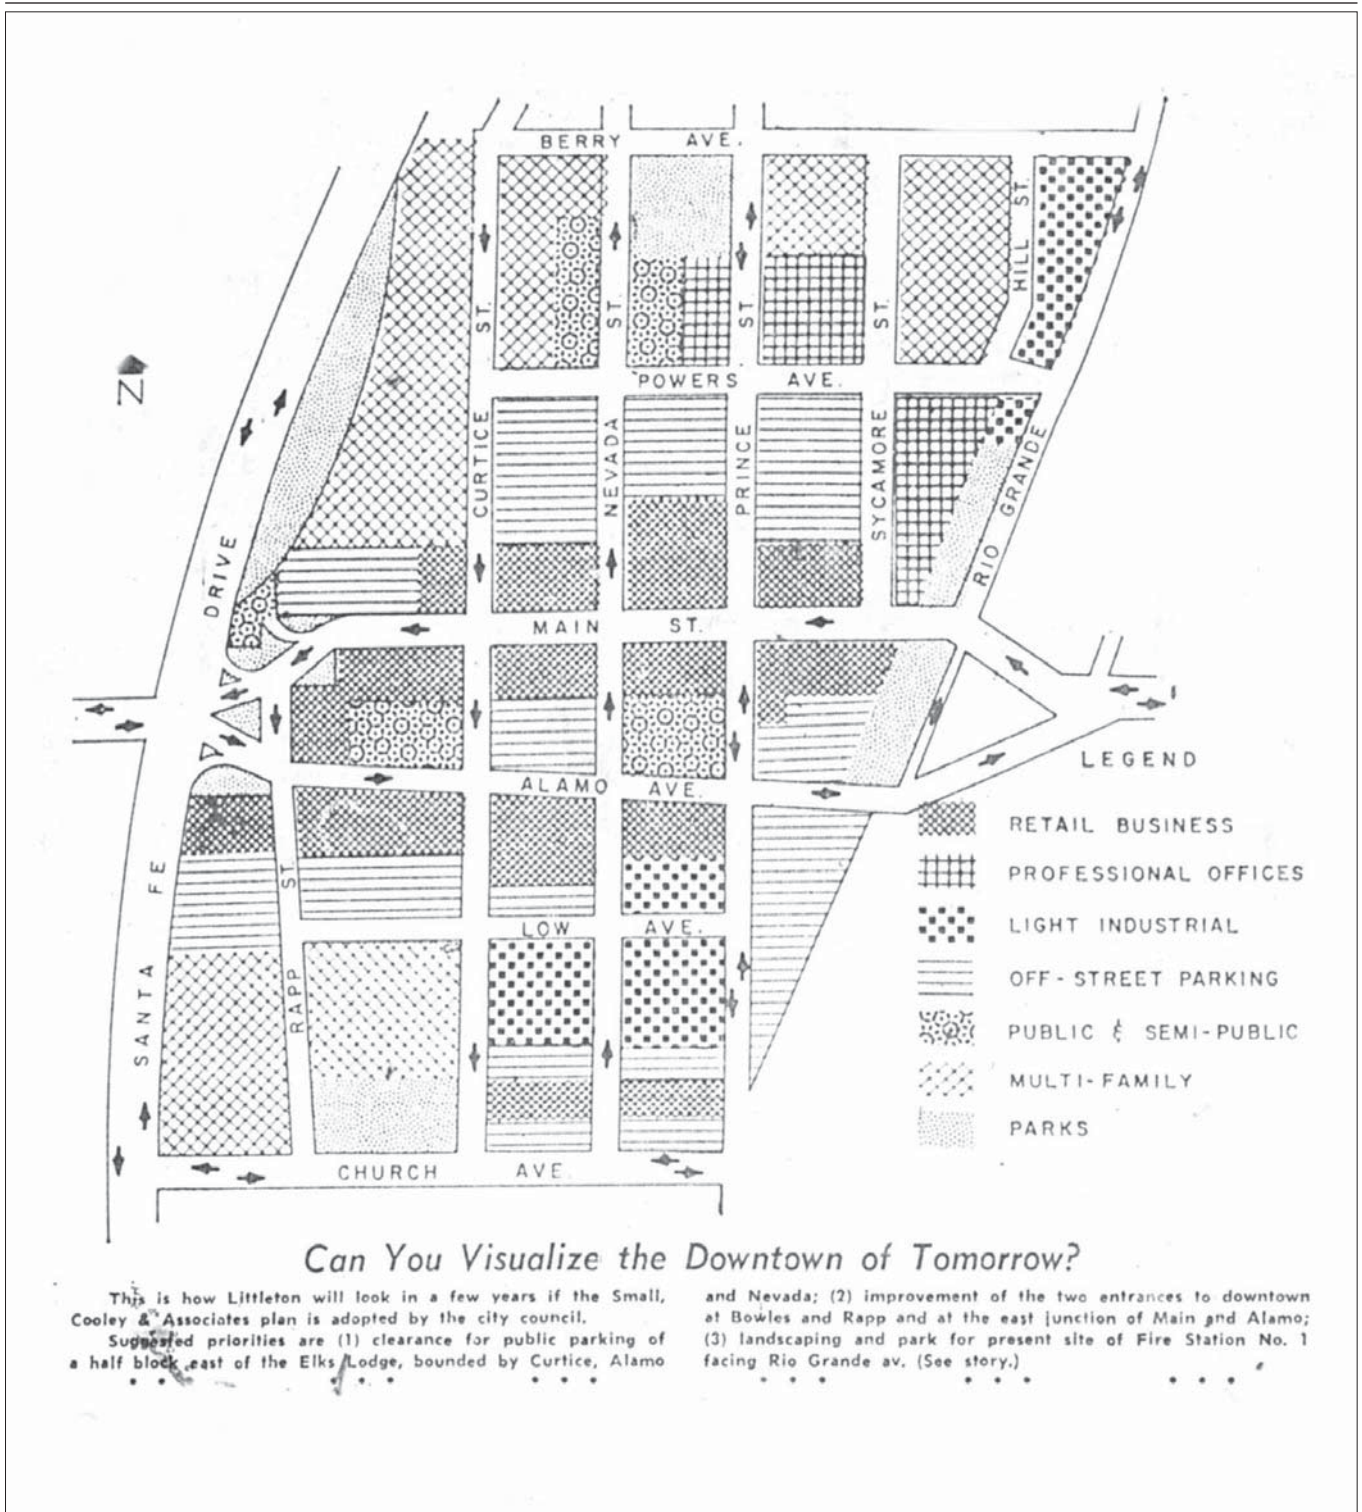 BERRY AVE.
HILL ST.
ST.
ST.
ST.
ST.
N
POWERS AVE.
CURTICE
NEVADA
PRINCE
SYCAMORE
RIO GRANDE
DRIVE
MAIN ST.
LEGEND
ALAMO AVE.
RETAIL BUSINESS
PROFESSIONAL OFFICES
LIGHT INDUSTRIAL
OFF-STREET PARKING
PUBLIC & SEMI-PUBLIC
MULTI-FAMILY
PARKS
SANTA FE
RAPP ST.
LOW AVE.
CHURCH AVE.
Can You Visualize the Downtown of Tomorrow?
This is how Littleton will look in a few years if the Small,
Cooley & Associates plan is adopted by the city council.
Suggested priorities are (1) clearance for public parking of
a half block east of the Elks Lodge, bounded by Curtice, Alamo
and Nevada; (2) improvement of the two entrances to downtown
at Bowles and Rapp and at the east junction of Main and Alamo;
(3) landscaping and park for present site of Fire Station No. 1
facing Rio Grande av. (See story.)